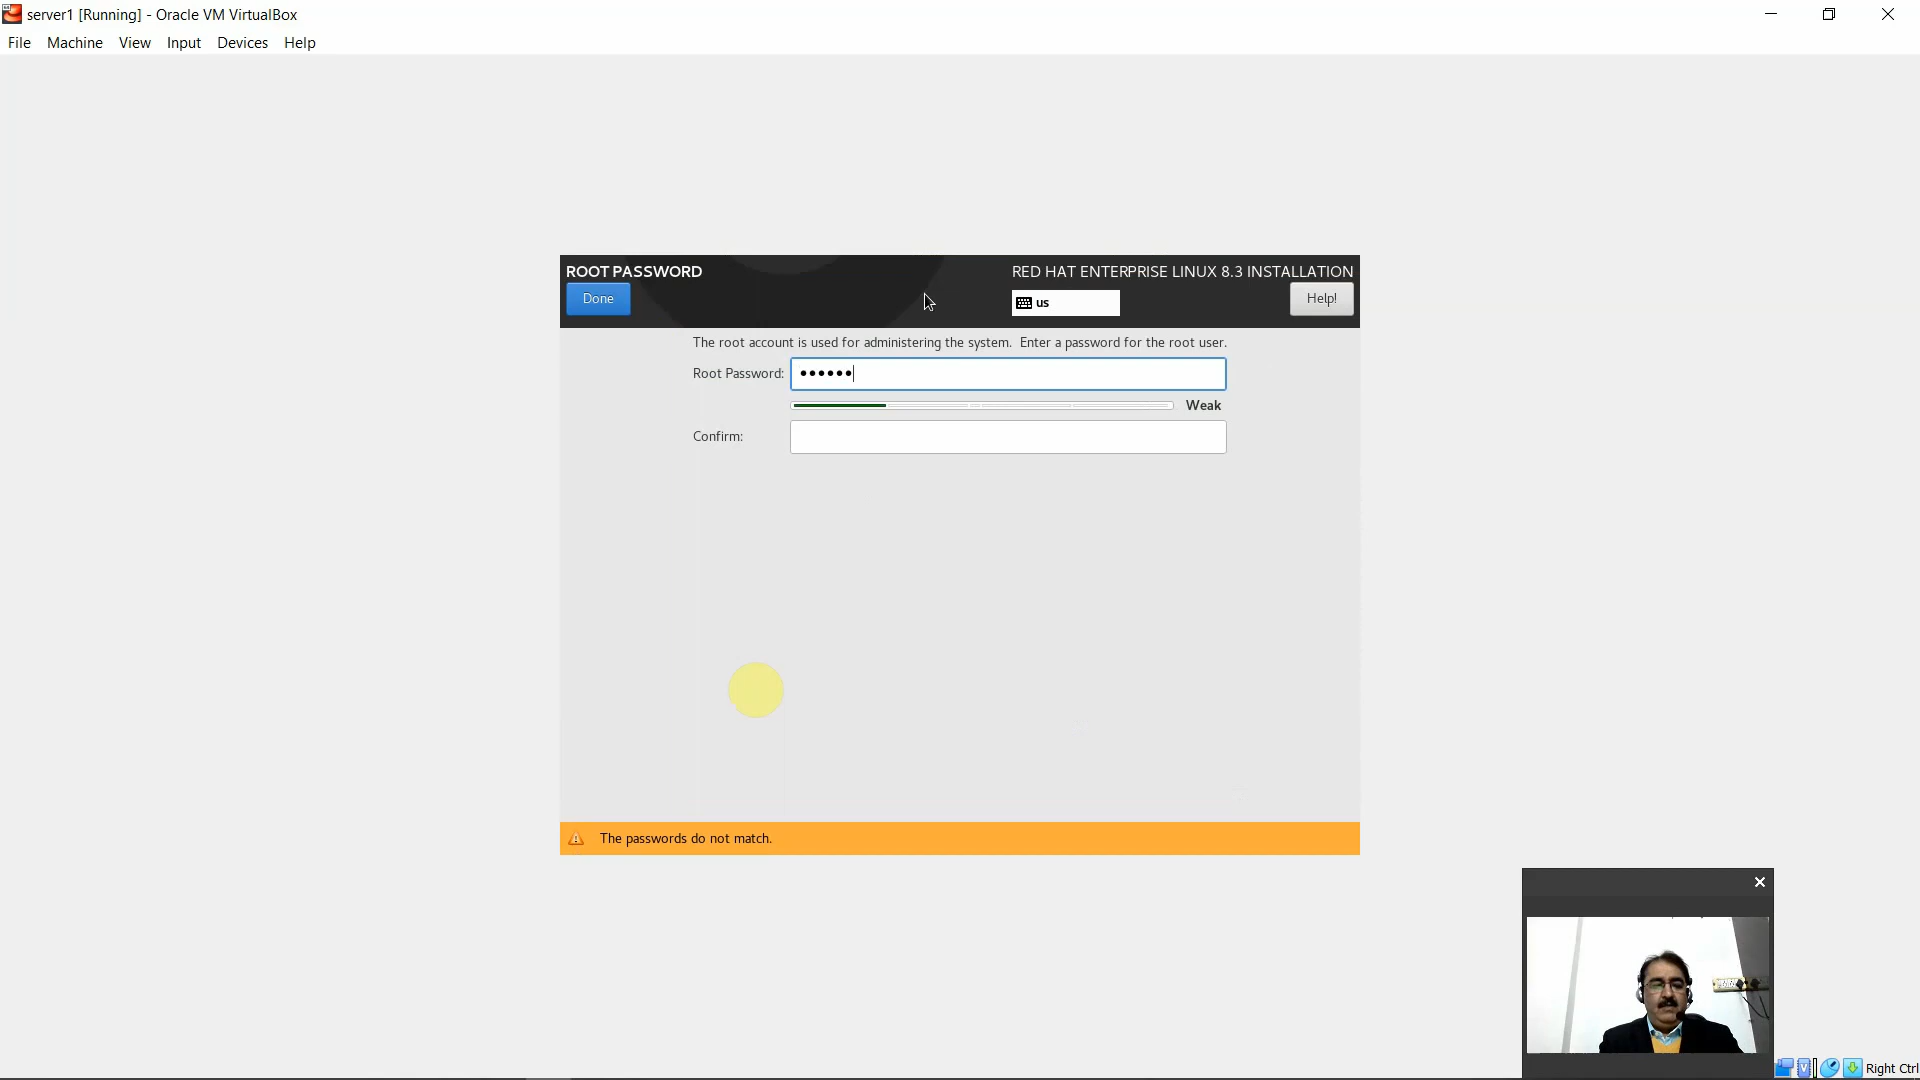 server1 [Running] - Oracle VM VirtualBox
File Machine View Input Devices Help
ROOT PASSWORD
RED HAT ENTERPRISE LINUX 8.3 INSTALLATION
Done
us
Help!
The root account is used for administering the system. Enter a password for the root user.
Root Password: ••••••
Weak
Confirm:
The passwords do not match.
Right Ctrl